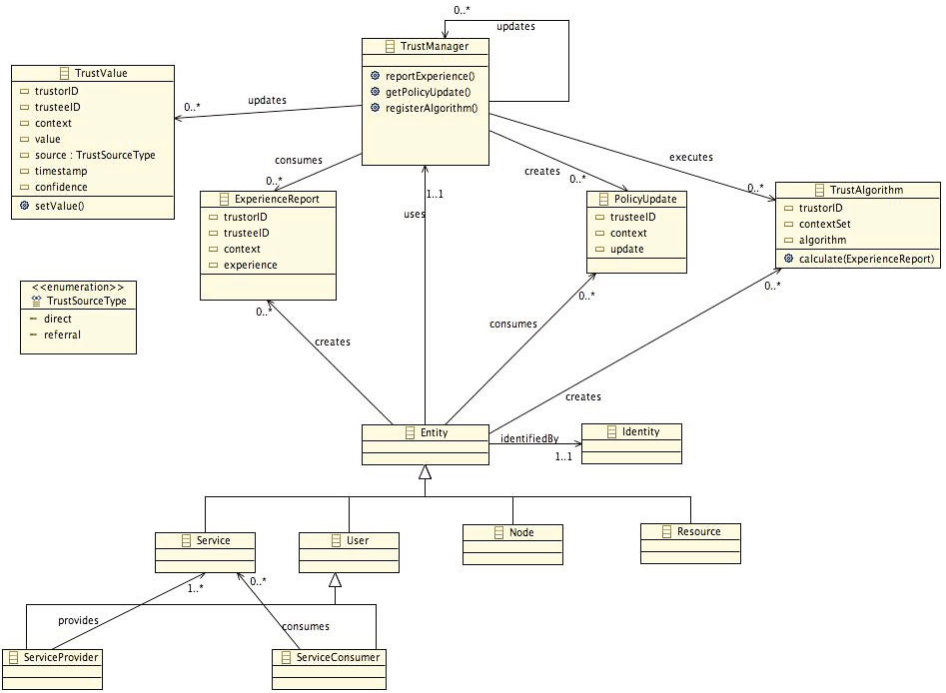 0..*
updates
TrustManager
reportExperience()
getPolicyUpdate()
registerAlgorithm()
TrustValue
trustorID
trusteeID
context
value
source : TrustSourceType
timestamp
confidence
setValue()
0..*
updates
consumes
0..*
creates
0..*
executes
0..*
1..1
uses
ExperienceReport
trustorID
trusteeID
context
experience
PolicyUpdate
trusteeID
context
update
TrustAlgorithm
trustorID
contextSet
algorithm
calculate(ExperienceReport)
<<enumeration>>
TrustSourceType
direct
referral
0..*
creates
0..*
consumes
0..*
creates
Entity
identifiedBy
1..1
Identity
Service
User
Node
Resource
1..*
0..*
provides
consumes
ServiceProvider
ServiceConsumer